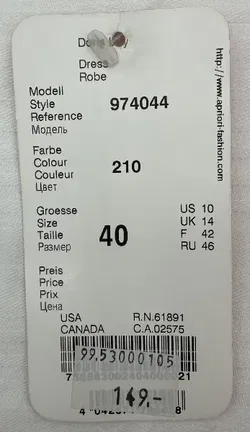 Dress
Robe
Modell
Style 974044
Reference
Модель
Farbe
Colour 210
Couleur
Цвет
Groesse US 10
Size 40 UK 14
Taille F 42
Размер RU 46
Preis
Price
Prix
Цена
USA R.N.61891
CANADA C.A.02575
99,53000105
149,-
http://www.apriori-fashion.com